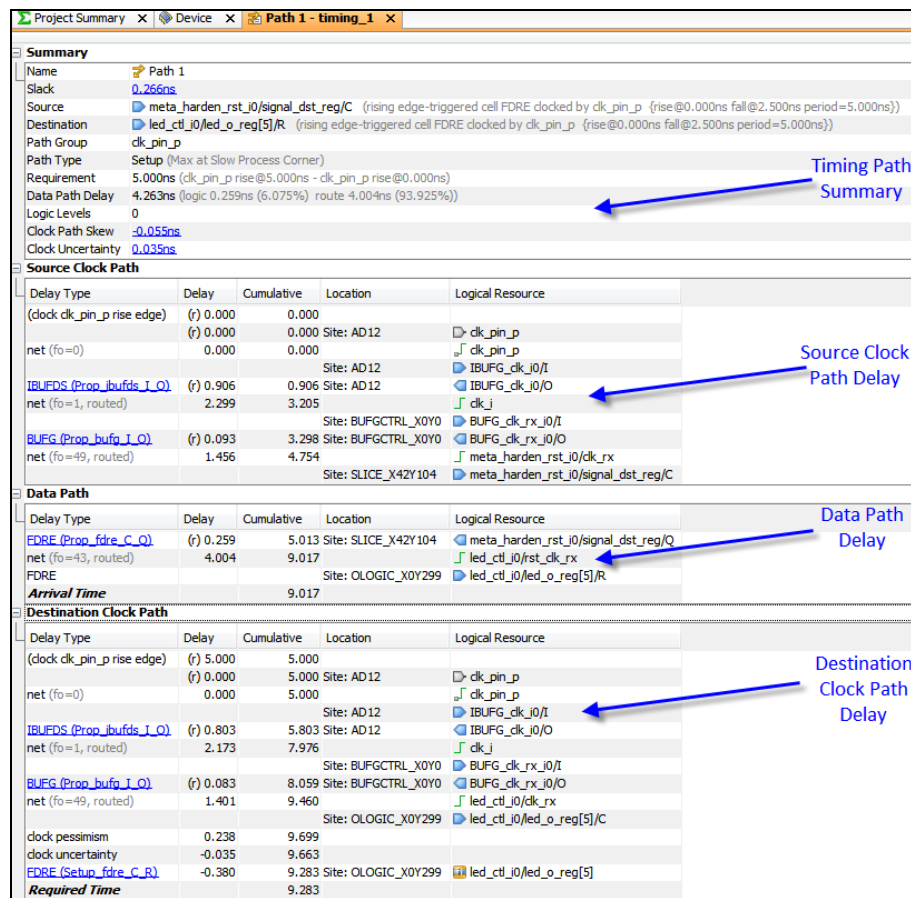 Project Summary × Device × Path 1 - timing_1 ×
Summary
Name Path 1
Slack 0.266ns
Source meta_harden_rst_i0/signal_dst_reg/C (rising edge-triggered cell FDRE clocked by clk_pin_p {rise@0.000ns fall@2.500ns period=5.000ns})
Destination led_ctl_i0/led_o_reg[5]/R (rising edge-triggered cell FDRE clocked by clk_pin_p {rise@0.000ns fall@2.500ns period=5.000ns})
Path Group clk_pin_p
Path Type Setup (Max at Slow Process Corner)
Requirement 5.000ns (clk_pin_p rise@5.000ns - clk_pin_p rise@0.000ns)
Data Path Delay 4.263ns (logic 0.259ns (6.075%) route 4.004ns (93.925%))
Logic Levels 0
Clock Path Skew -0.055ns
Clock Uncertainty 0.035ns
Timing Path
Summary
Source Clock Path
Delay Type Delay Cumulative Location Logical Resource
(clock clk_pin_p rise edge) (r) 0.000 0.000
(r) 0.000 0.000 Site: AD12 clk_pin_p
net (fo=0) 0.000 0.000 clk_pin_p
Site: AD12 IBUFG_clk_i0/I
IBUFDS (Prop_ibufds_I_O) (r) 0.906 0.906 Site: AD12 IBUFG_clk_i0/O
net (fo=1, routed) 2.299 3.205 clk_i
Site: BUFGCTRL_X0Y0 BUFG_clk_rx_i0/I
BUFG (Prop_bufg_I_O) (r) 0.093 3.298 Site: BUFGCTRL_X0Y0 BUFG_clk_rx_i0/O
net (fo=49, routed) 1.456 4.754 meta_harden_rst_i0/clk_rx
Site: SLICE_X42Y104 meta_harden_rst_i0/signal_dst_reg/C
Source Clock
Path Delay
Data Path
Delay Type Delay Cumulative Location Logical Resource
FDRE (Prop_fdre_C_Q) (r) 0.259 5.013 Site: SLICE_X42Y104 meta_harden_rst_i0/signal_dst_reg/Q
net (fo=43, routed) 4.004 9.017 led_ctl_i0/rst_clk_rx
FDRE Site: OLOGIC_X0Y299 led_ctl_i0/led_o_reg[5]/R
Arrival Time 9.017
Data Path
Delay
Destination Clock Path
Delay Type Delay Cumulative Location Logical Resource
(clock clk_pin_p rise edge) (r) 5.000 5.000
(r) 0.000 5.000 Site: AD12 clk_pin_p
net (fo=0) 0.000 5.000 clk_pin_p
Site: AD12 IBUFG_clk_i0/I
IBUFDS (Prop_ibufds_I_O) (r) 0.803 5.803 Site: AD12 IBUFG_clk_i0/O
net (fo=1, routed) 2.173 7.976 clk_i
Site: BUFGCTRL_X0Y0 BUFG_clk_rx_i0/I
BUFG (Prop_bufg_I_O) (r) 0.083 8.059 Site: BUFGCTRL_X0Y0 BUFG_clk_rx_i0/O
net (fo=49, routed) 1.401 9.460 led_ctl_i0/clk_rx
Site: OLOGIC_X0Y299 led_ctl_i0/led_o_reg[5]/C
clock pessimism 0.238 9.699
clock uncertainty -0.035 9.663
FDRE (Setup_fdre_C_R) -0.380 9.283 Site: OLOGIC_X0Y299 led_ctl_i0/led_o_reg[5]
Required Time 9.283
Destination
Clock Path
Delay